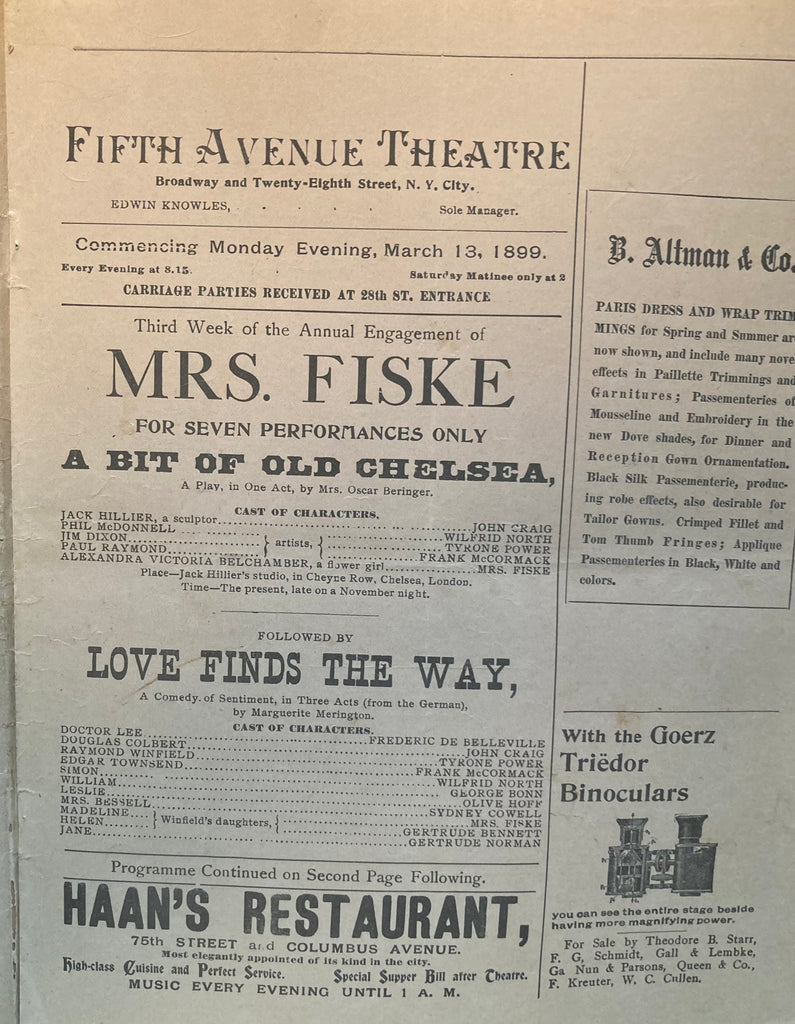 FIFTH AVENUE THEATRE
Broadway and Twenty-Eighth Street, N. Y. City.
EDWIN KNOWLES, . . . . Sole Manager.
Commencing Monday Evening, March 13, 1899.
Every Evening at 8.15. Saturday Matinee only at 2
CARRIAGE PARTIES RECEIVED AT 28th ST. ENTRANCE
Third Week of the Annual Engagement of
MRS. FISKE
FOR SEVEN PERFORMANCES ONLY
A BIT OF OLD CHELSEA,
A Play, in One Act, by Mrs. Oscar Beringer.
CAST OF CHARACTERS.
JACK HILLIER, a sculptor........JOHN CRAIG
PHIL McDONNELL........WILFRID NORTH
JIM DIXON........} artists, {........TYRONE POWER
PAUL RAYMOND........FRANK McCORMACK
ALEXANDRA VICTORIA BELCHAMBER, a flower girl........MRS. FISKE
Place—Jack Hillier's studio, in Cheyne Row, Chelsea, London.
Time—The present, late on a November night.
FOLLOWED BY
LOVE FINDS THE WAY,
A Comedy of Sentiment, in Three Acts (from the German),
by Marguerite Merington.
CAST OF CHARACTERS.
DOCTOR LEE........FREDERIC DE BELLEVILLE
DOUGLAS COLBERT........JOHN CRAIG
RAYMOND WINFIELD........TYRONE POWER
EDGAR TOWNSEND........FRANK McCORMACK
SIMON........WILFRID NORTH
WILLIAM........GEORGE BONN
LESLIE........OLIVE HOFF
MRS. BESSELL........SYDNEY COWELL
MADELINE.... } Winfield's daughters, {........MRS. FISKE
HELEN........GERTRUDE BENNETT
JANE........GERTRUDE NORMAN
Programme Continued on Second Page Following.
HAAN'S RESTAURANT,
75th STREET and COLUMBUS AVENUE.
Most elegantly appointed of its kind in the city.
High-class Cuisine and Perfect Service. Special Supper Bill after Theatre.
MUSIC EVERY EVENING UNTIL 1 A. M.
B. Altman & Co.
PARIS DRESS AND WRAP TRIM
MINGS for Spring and Summer ar
now shown, and include many nove
effects in Paillette Trimmings and
Garnitures; Passementeries of
Mousseline and Embroidery in the
new Dove shades, for Dinner and
Reception Gown Ornamentation.
Black Silk Passementerie, produc-
ing robe effects, also desirable for
Tailor Gowns. Crimped Fillet and
Tom Thumb Fringes; Applique
Passementeries in Black, White and
colors.
With the Goerz
Triëdor
Binoculars
you can see the entire stage beside
having more magnifying power.
For Sale by Theodore B. Starr,
F. G. Schmidt, Gall & Lembke,
Ga Nun & Parsons, Queen & Co.,
F. Kreuter, W. C. Cullen.